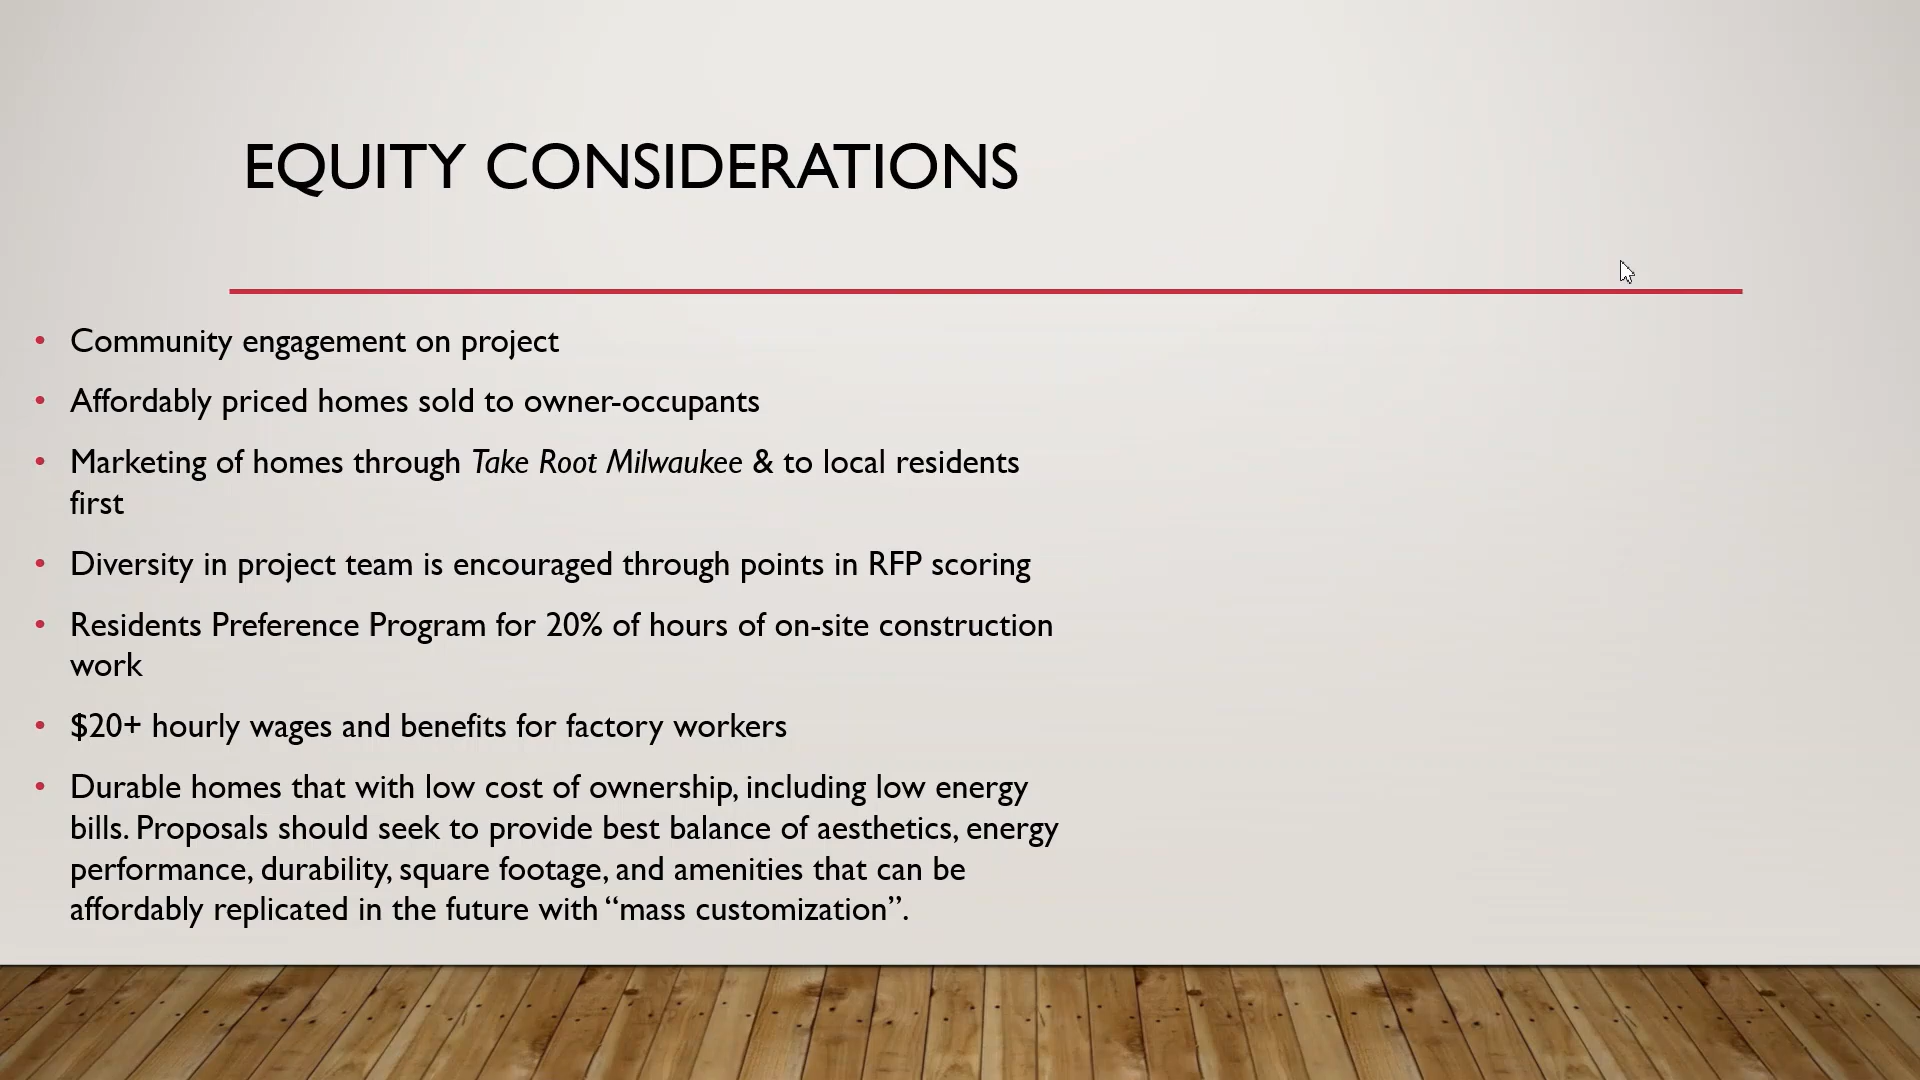 EQUITY CONSIDERATIONS
• Community engagement on project
• Affordably priced homes sold to owner-occupants
• Marketing of homes through Take Root Milwaukee & to local residents
first
• Diversity in project team is encouraged through points in RFP scoring
• Residents Preference Program for 20% of hours of on-site construction
work
• $20+ hourly wages and benefits for factory workers
• Durable homes that with low cost of ownership, including low energy
bills. Proposals should seek to provide best balance of aesthetics, energy
performance, durability, square footage, and amenities that can be
affordably replicated in the future with “mass customization”.